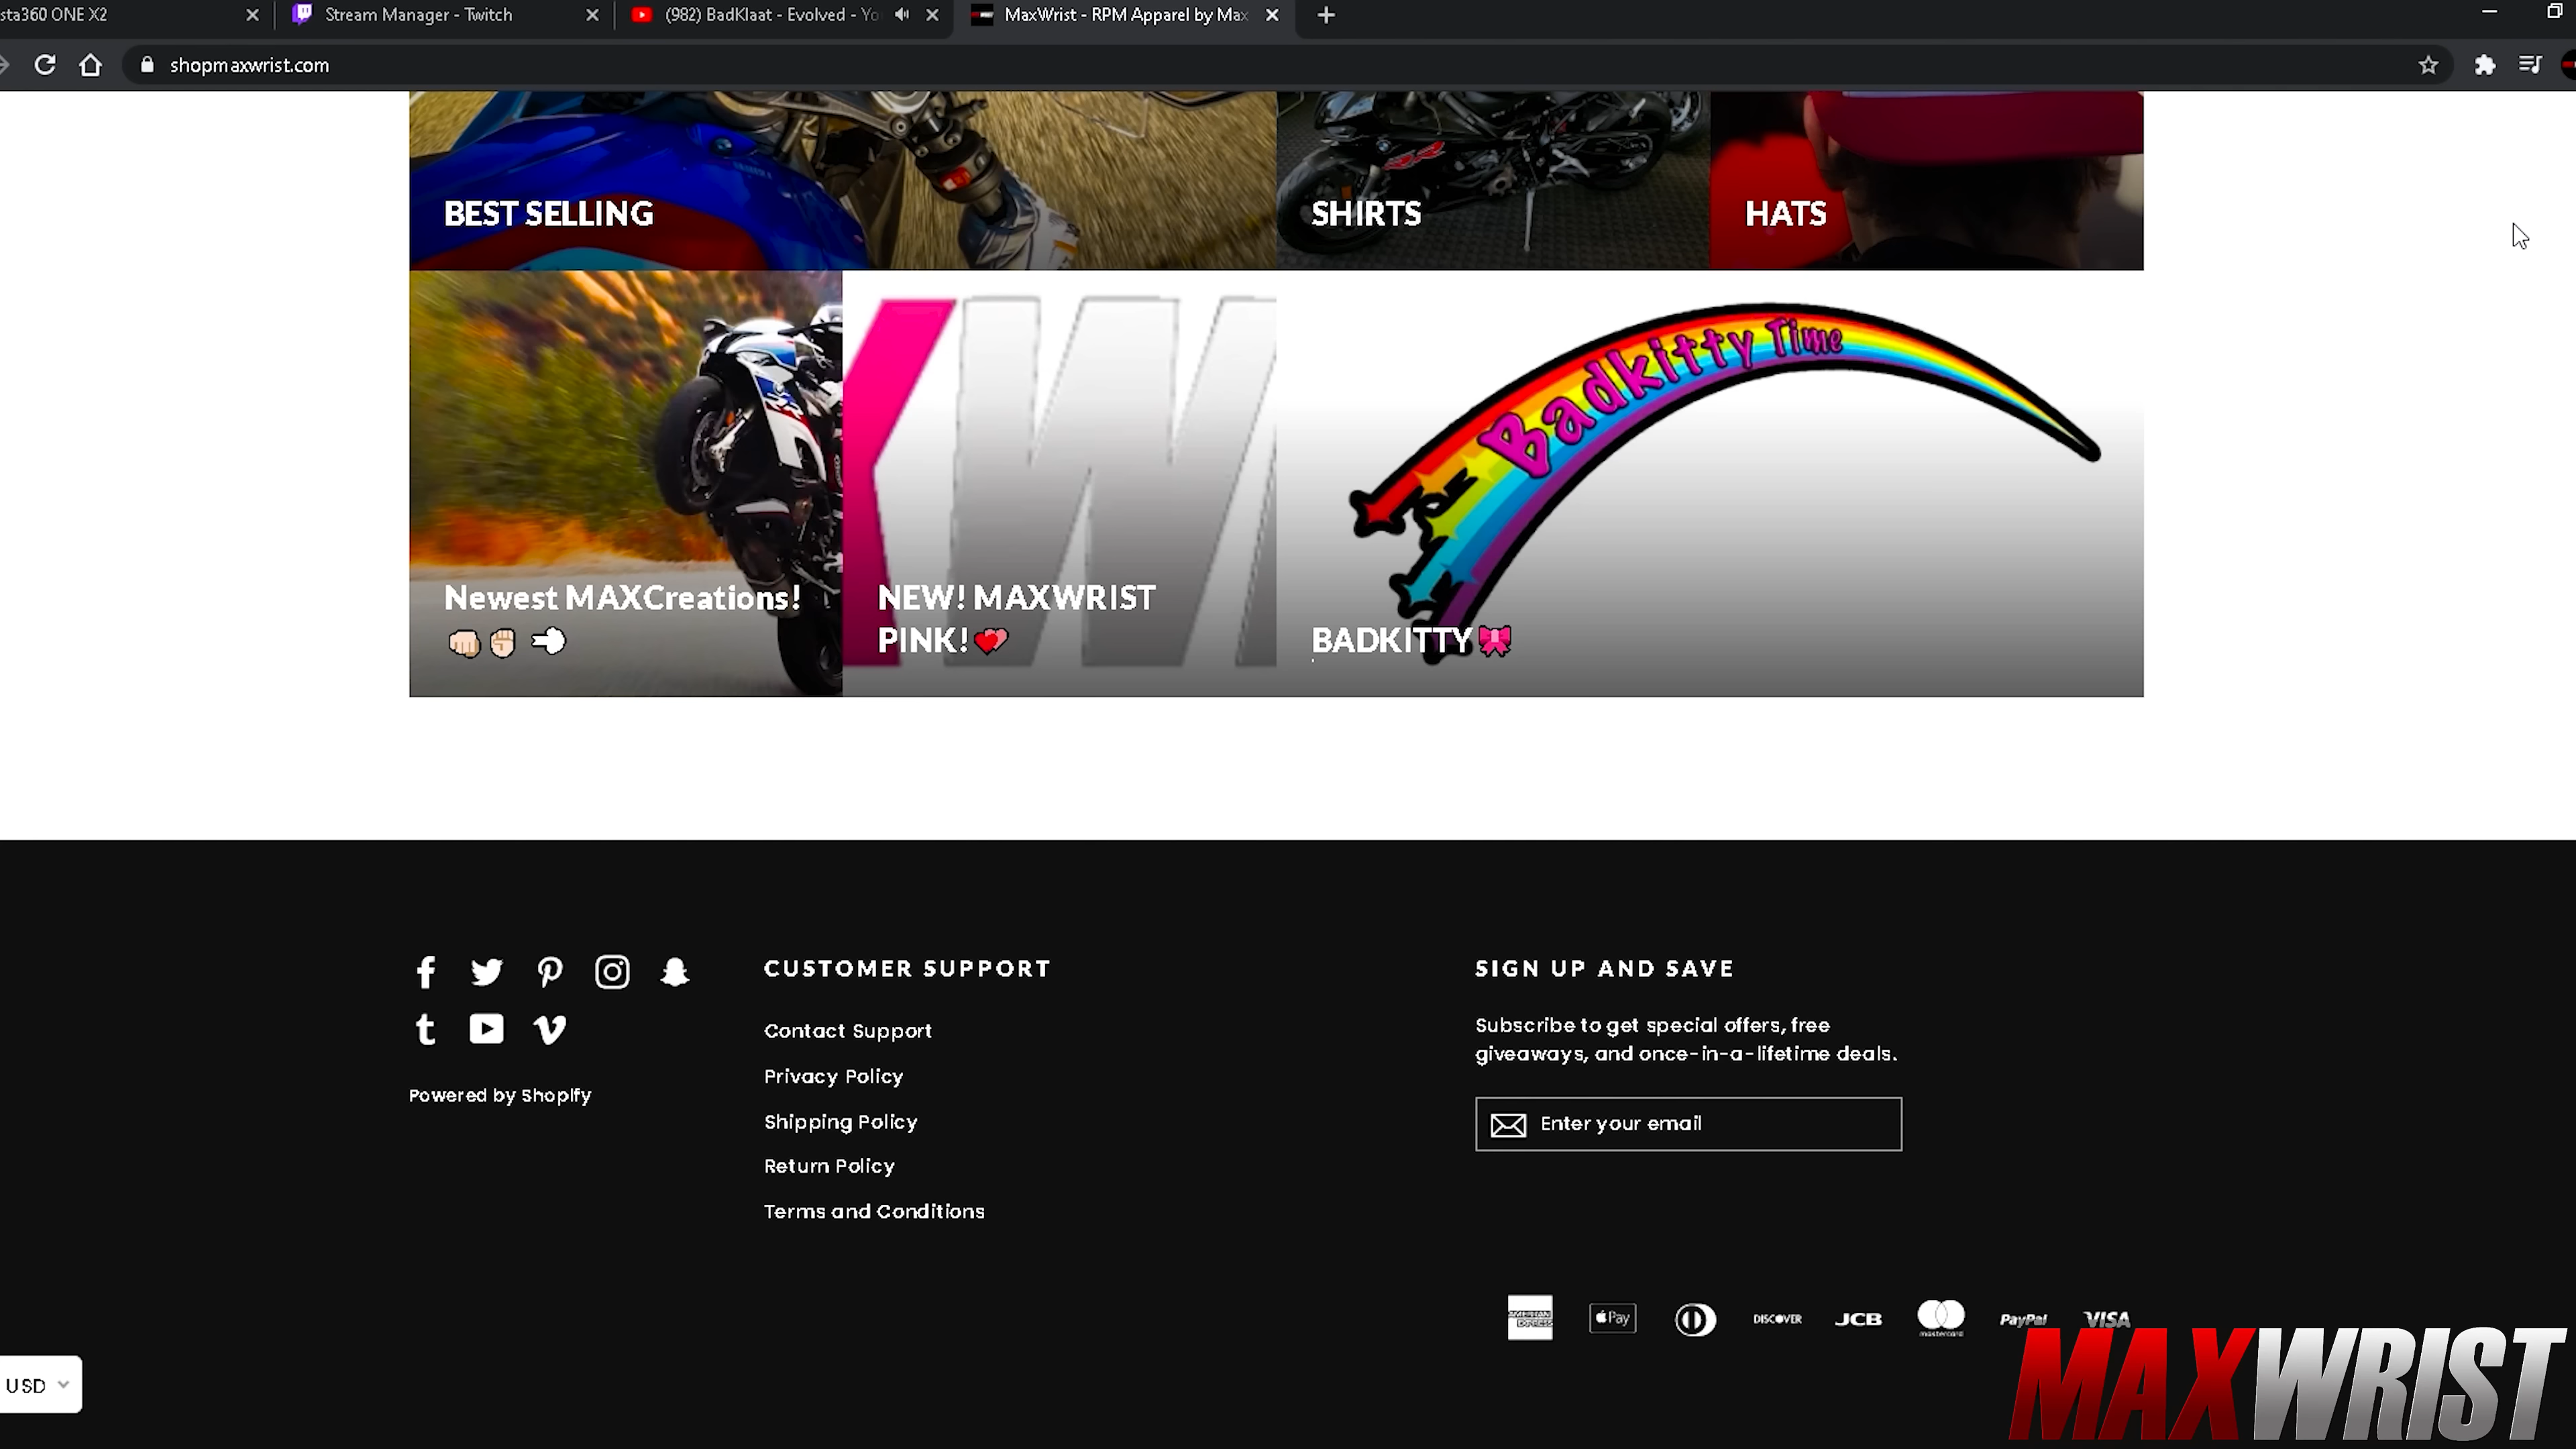 sta360 ONE X2
Stream Manager - Twitch
(982) BadKlaat - Evolved - Yo
MaxWrist - RPM Apparel by Max
shopmaxwrist.com
BEST SELLING
SHIRTS
HATS
RR
Badkitty Time
Newest MAXCreations!
👊🏻✊🏻👈🏻
NEW! MAXWRIST
PINK!💕
BADKITTY🎀
CUSTOMER SUPPORT
Contact Support
Privacy Policy
Shipping Policy
Return Policy
Terms and Conditions
Powered by Shopify
SIGN UP AND SAVE
Subscribe to get special offers, free
giveaways, and once-in-a-lifetime deals.
Enter your email
AMERICAN
EXPRESS
Pay
DISCOVER
JCB
mastercard
PayPal
VISA
USD
MAXWRIST